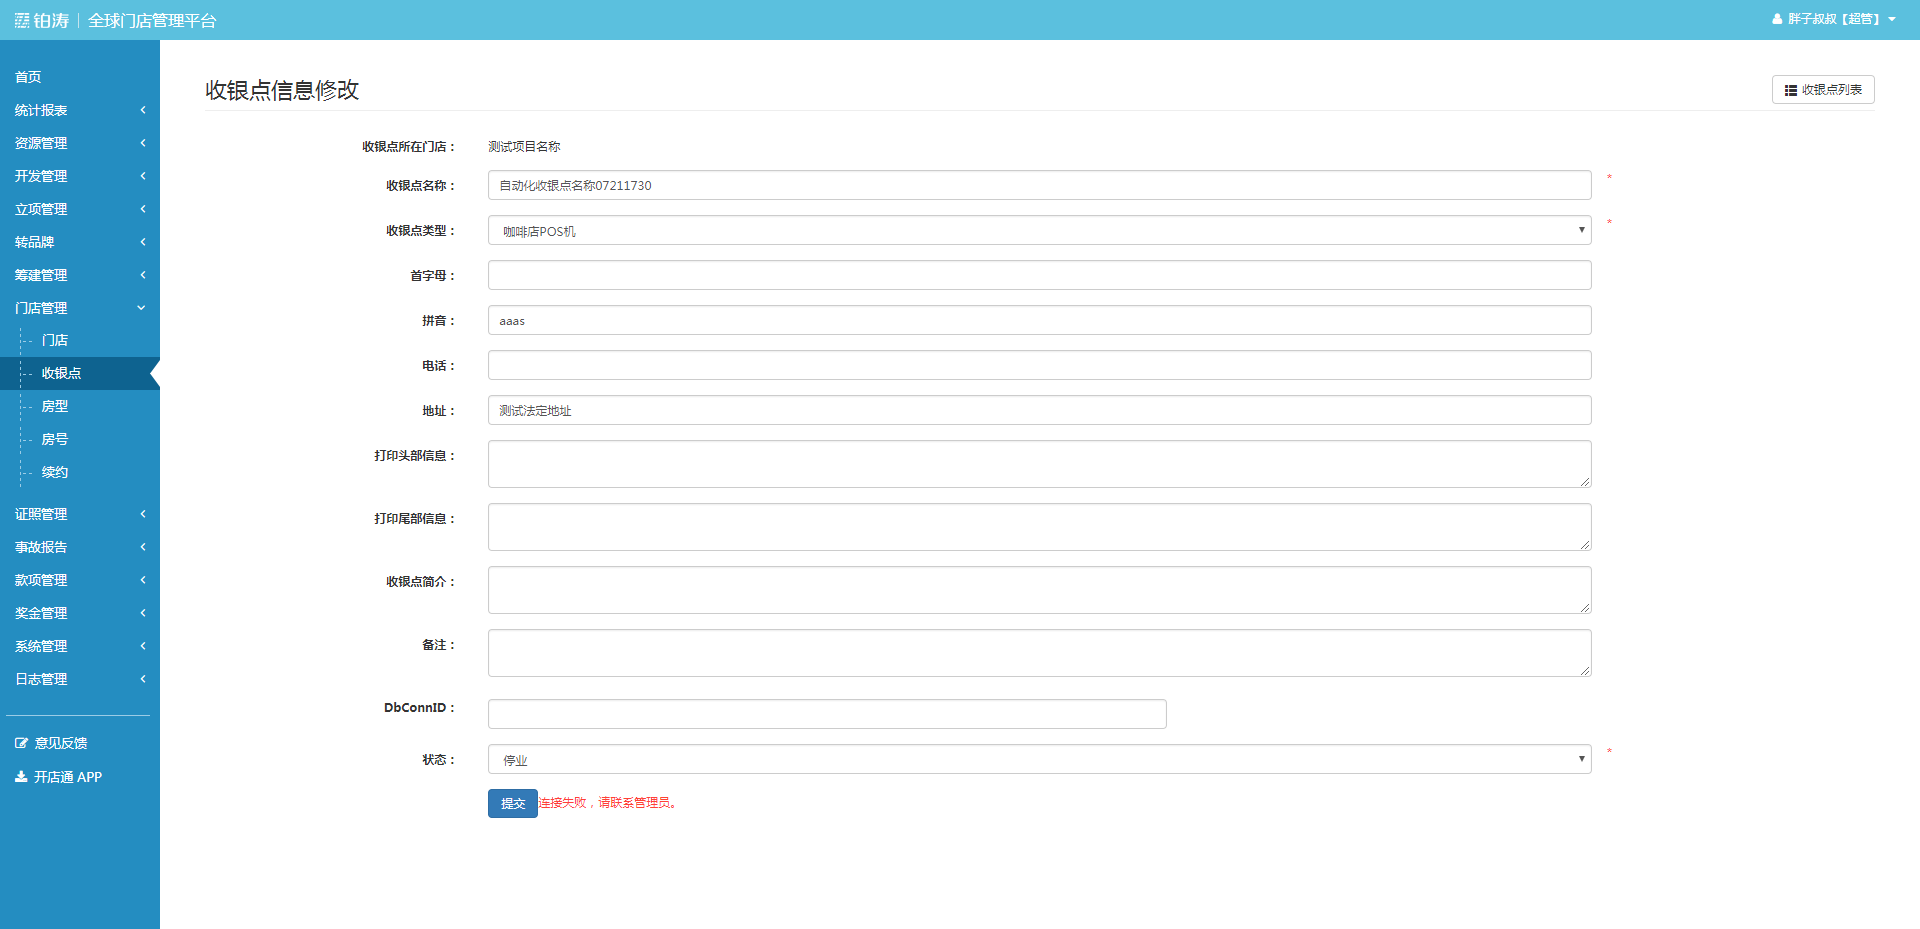 铂涛 全球门店管理平台
胖子叔叔【超管】
首页
统计报表
资源管理
开发管理
立项管理
转品牌
筹建管理
门店管理
门店
收银点
房型
房号
续约
证照管理
事故报告
款项管理
奖金管理
系统管理
日志管理
意见反馈
开店通 APP
收银点信息修改
收银点列表
收银点所在门店： 测试项目名称
收银点名称： 自动化收银点名称07211730 *
收银点类型： 咖啡店POS机 *
首字母：
拼音： aaas
电话：
地址： 测试法定地址
打印头部信息：
打印尾部信息：
收银点简介：
备注：
DbConnID：
状态： 停业 *
提交 连接失败，请联系管理员。